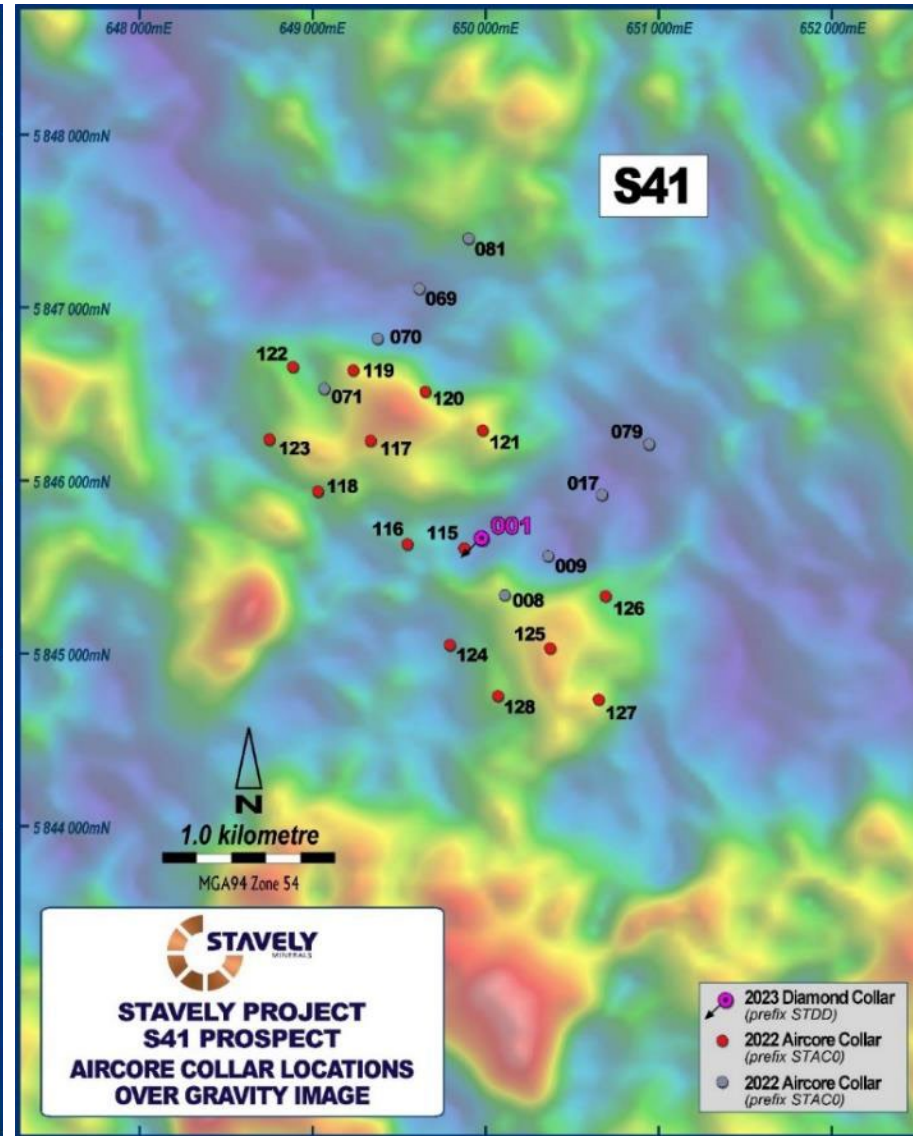 648 000mE 649 000mE 650 000mE 651 000mE 652 000mE
5 848 000mN
S41
081
069
5 847 000mN
070
122
119
071
120
079
121
123
117
5 846 000mN
017
118
116
115
001
009
008
126
125
5 845 000mN
124
128
127
N
5 844 000mN
1.0 kilometre
MGA94 Zone 54
STAVELY
MINERALS
STAVELY PROJECT
S41 PROSPECT
AIRCORE COLLAR LOCATIONS
OVER GRAVITY IMAGE
2023 Diamond Collar
(prefix STDD)
2022 Aircore Collar
(prefix STAC0)
2022 Aircore Collar
(prefix STAC0)